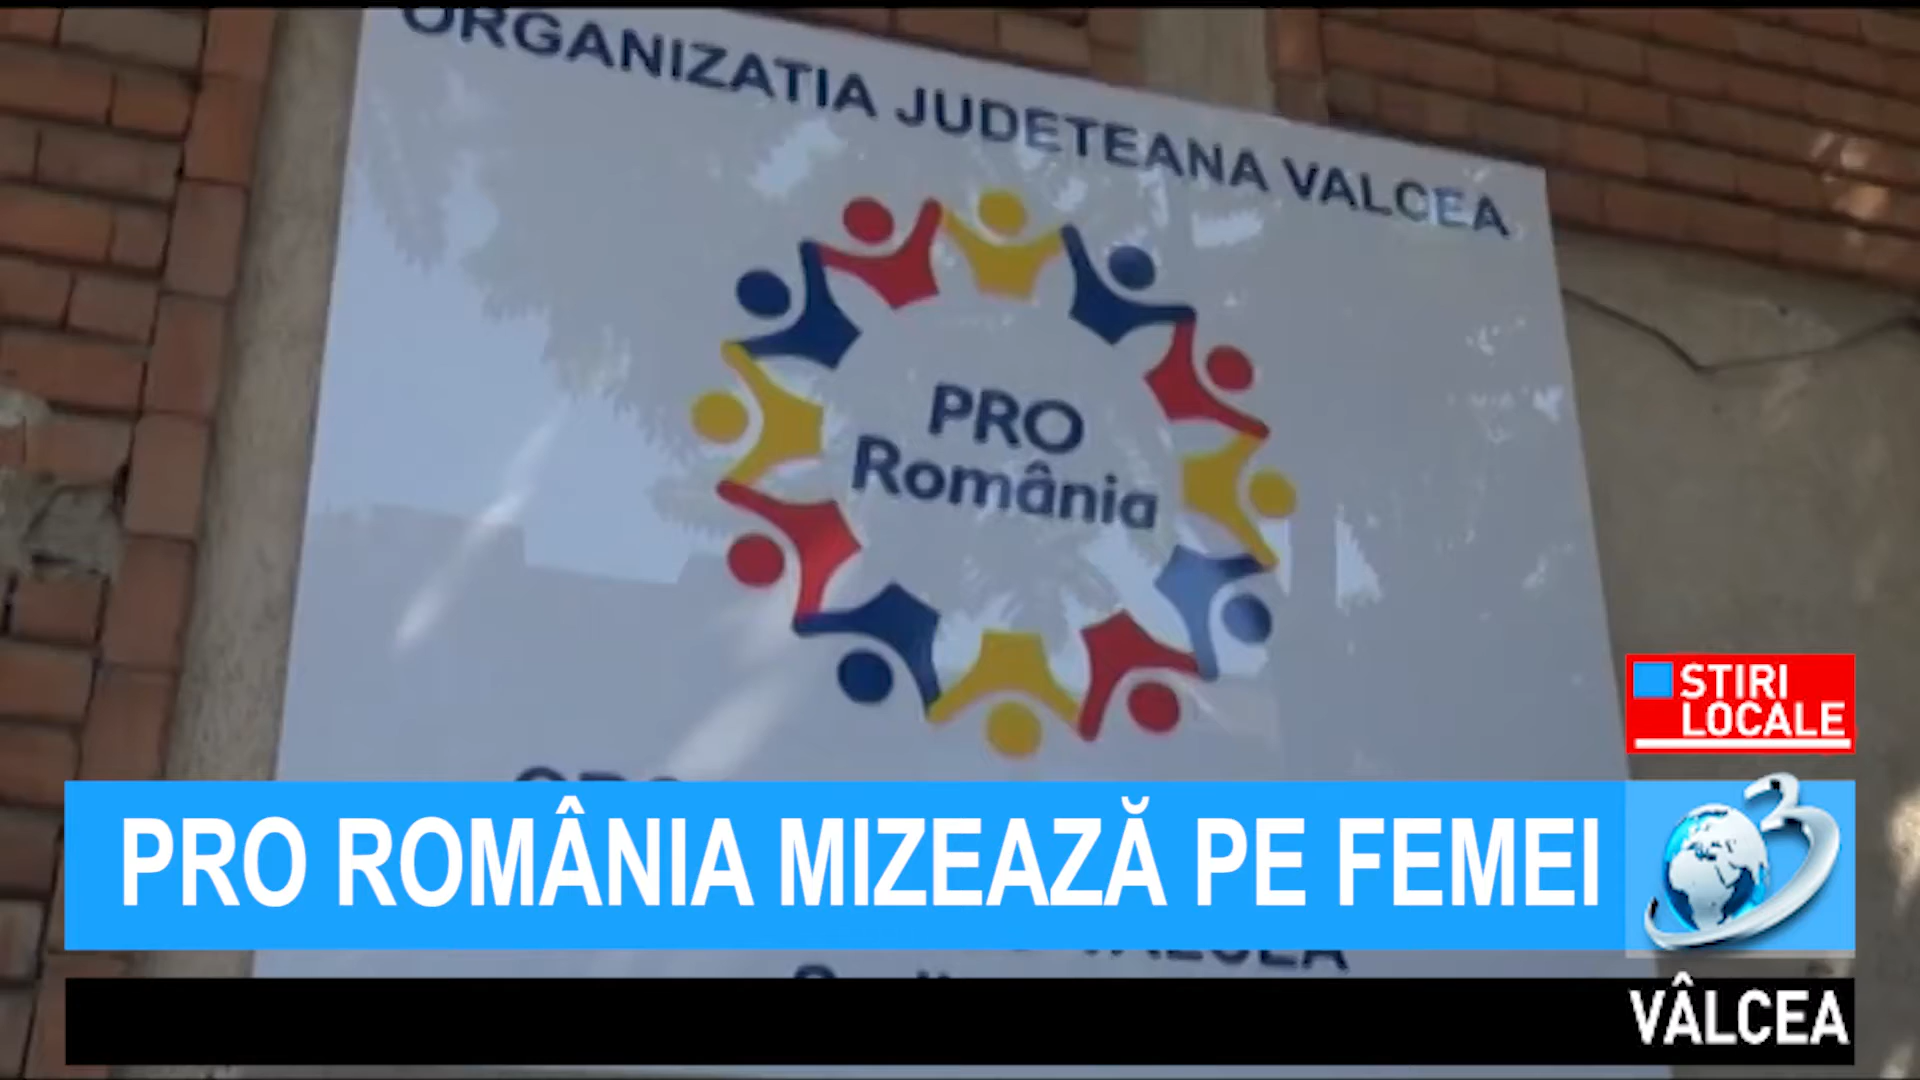 ORGANIZATIA JUDETEANA VALCEA
PRO
România
STIRI
LOCALE
PRO ROMÂNIA MIZEAZĂ PE FEMEI
3
VÂLCEA